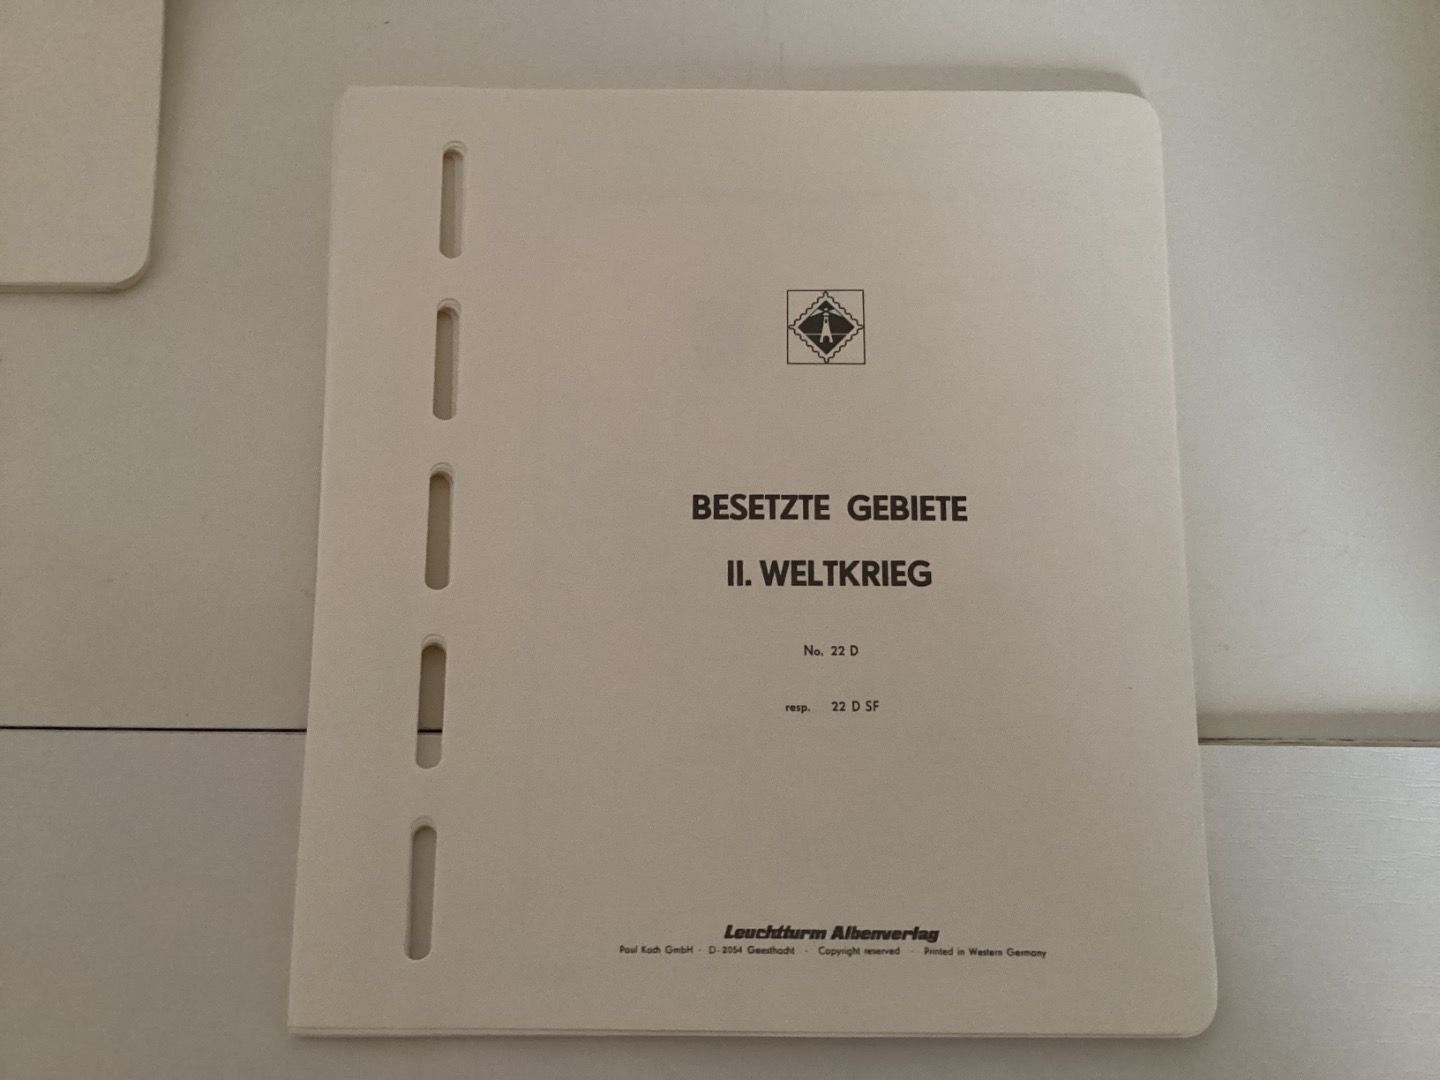 BESETZTE GEBIETE
II. WELTKRIEG
No. 22 D
resp. 22 D SF
Leuchtturm Albenverlag
Paul Koch GmbH · D-2054 Geesthacht · Copyright reserved · Printed in Western Germany